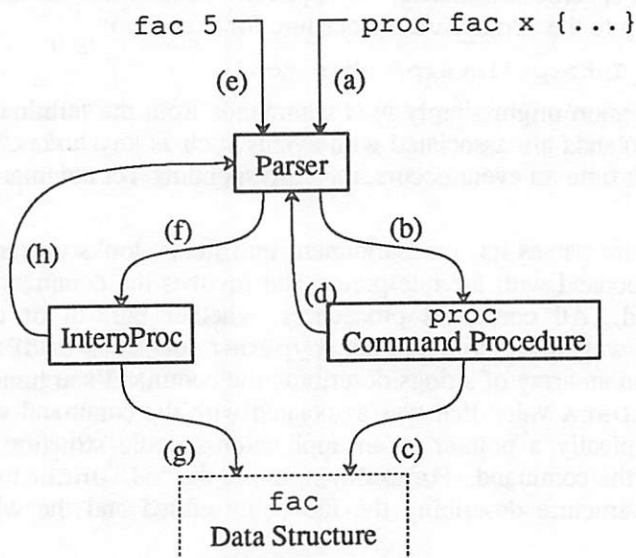 fac 5
proc fac x {...}
(e)
(a)
Parser
(f)
(b)
(h)
(d)
InterpProc
proc
Command Procedure
(g)
(c)
fac
Data Structure